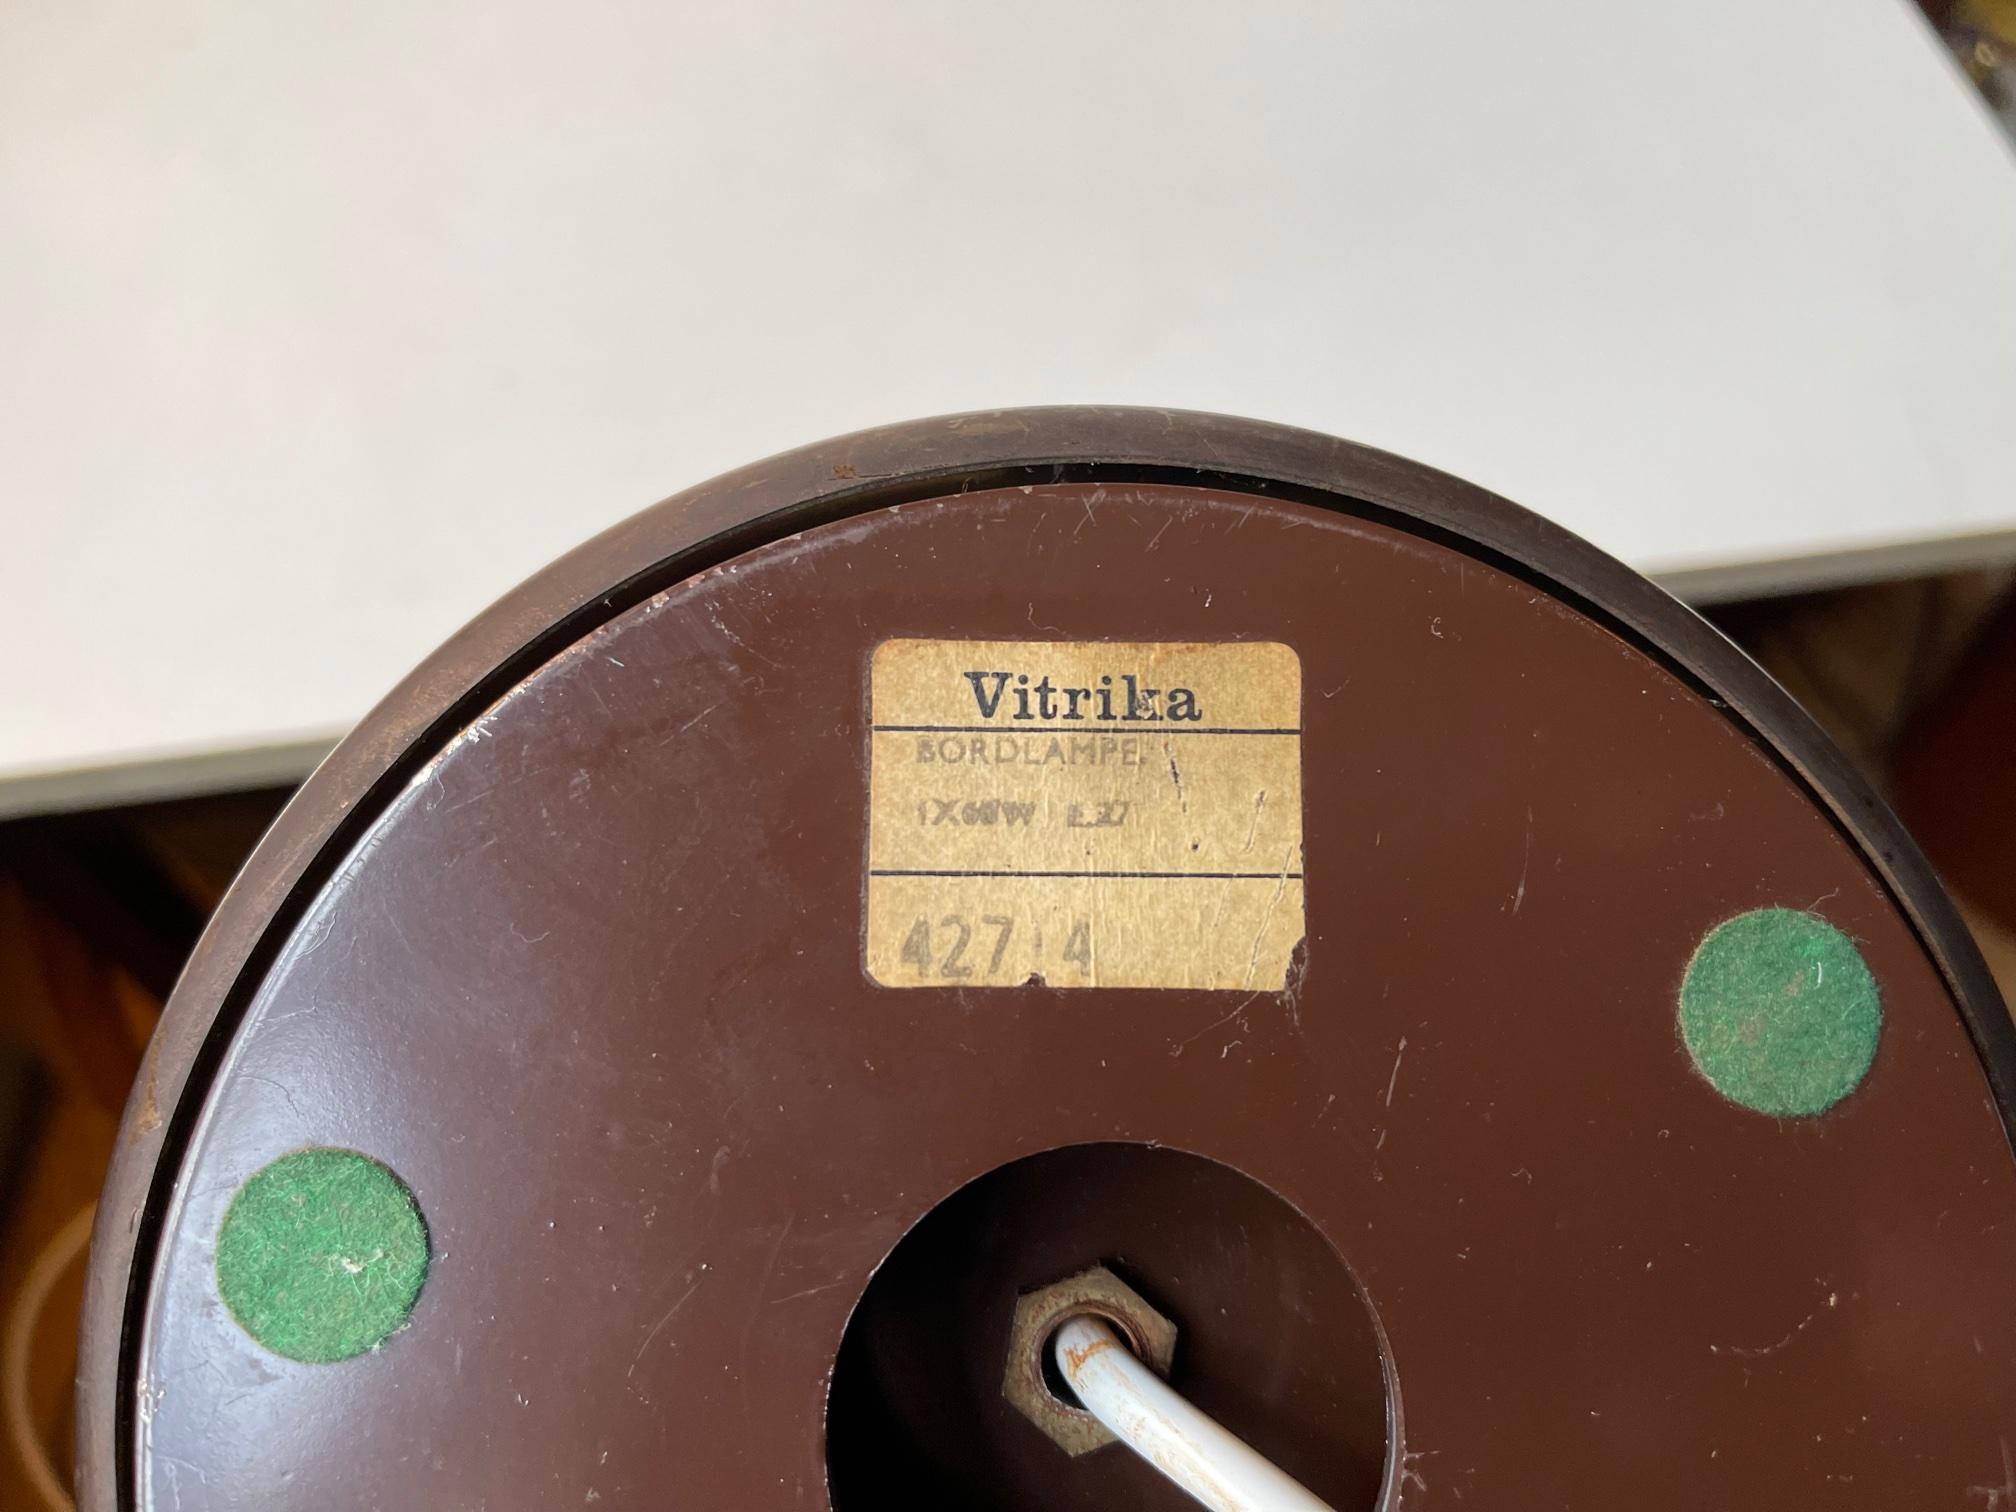 Vitrika
BORDLAMPE.
1X60W E27
427 4